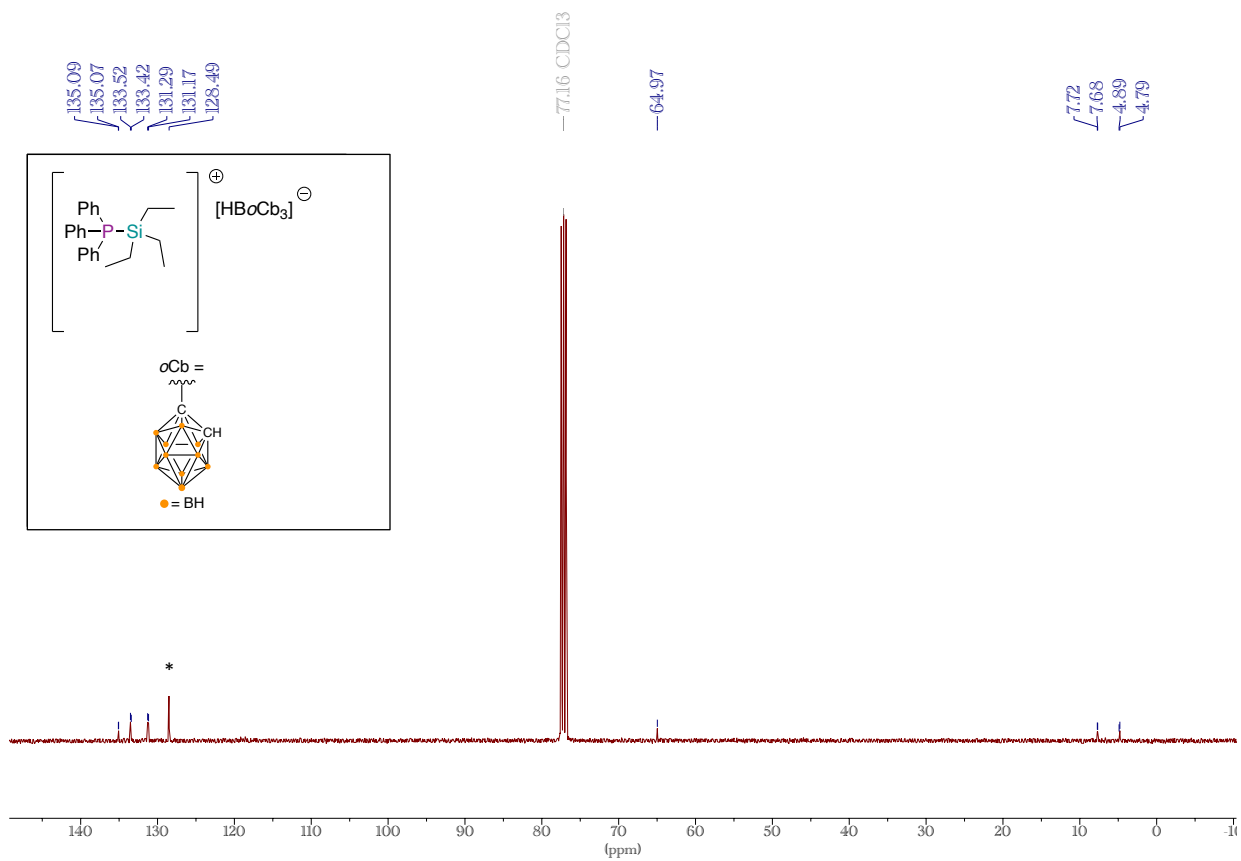 135.09
135.07
133.52
133.42
131.29
131.17
128.49
77.16 CDCl3
64.97
7.72
7.68
4.89
4.79
⊕
[HBoCb₃]⊖
Ph
Ph P Si
Ph
oCb =
C
CH
= BH
*
140 130 120 110 100 90 80 70 60 50 40 30 20 10 0 -10
(ppm)